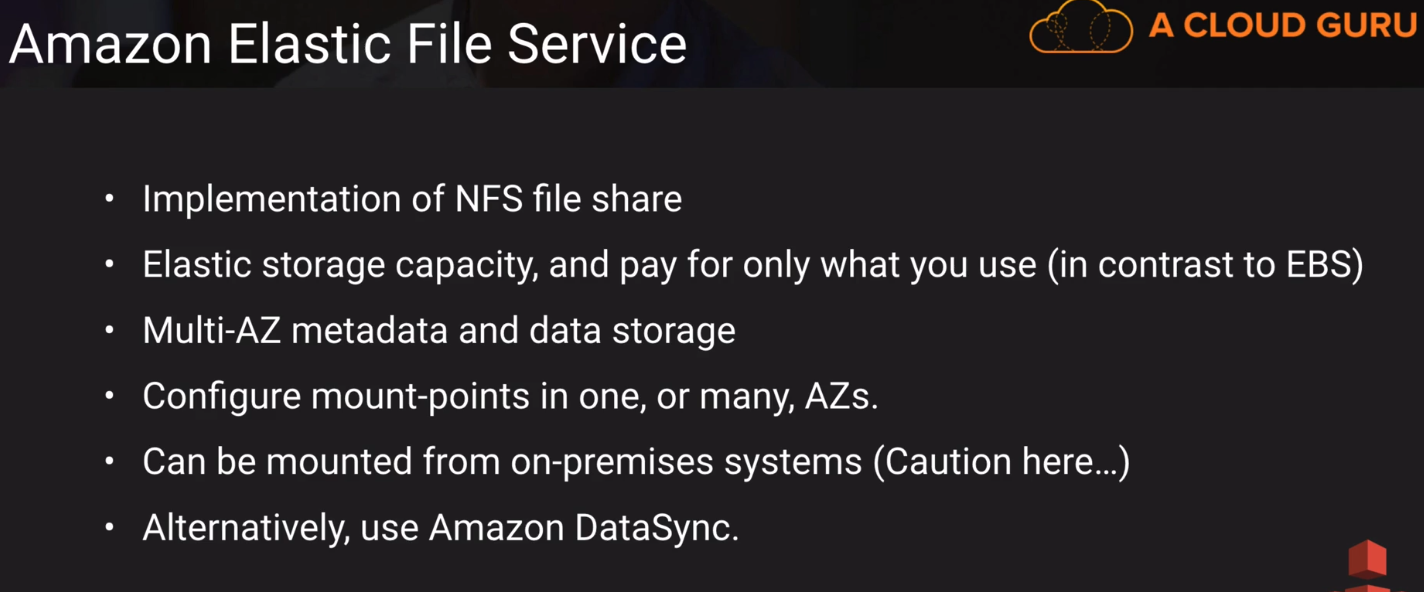 Amazon Elastic File Service
A CLOUD GURU
• Implementation of NFS file share
• Elastic storage capacity, and pay for only what you use (in contrast to EBS)
• Multi-AZ metadata and data storage
• Configure mount-points in one, or many, AZs.
• Can be mounted from on-premises systems (Caution here...)
• Alternatively, use Amazon DataSync.